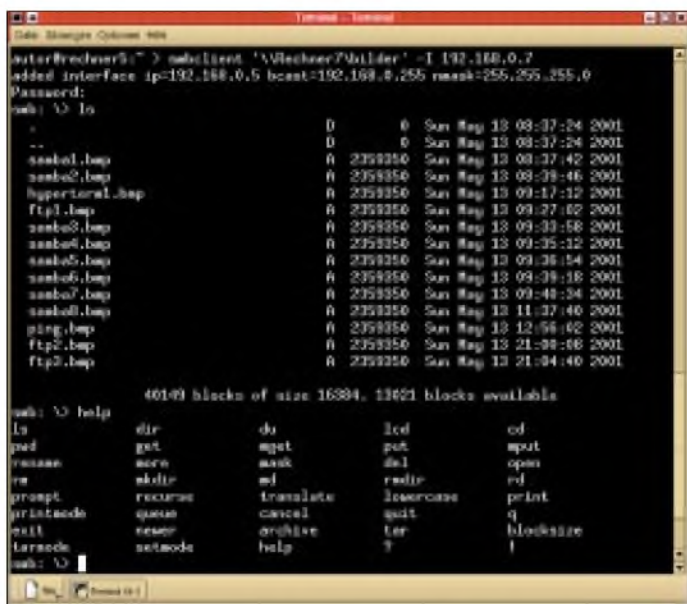 Terminal - Terminal
Datei Sitzungen Optionen Hilfe
autor@rechner5:~ > smbclient '\\Rechner7\bilder' -I 192.168.0.7
added interface ip=192.168.0.5 bcast=192.168.0.255 nmask=255.255.255.0
Password:
smb: \> ls
. D 0 Sun May 13 08:37:24 2001
.. D 0 Sun May 13 08:37:24 2001
samba1.bmp A 2359350 Sun May 13 08:37:42 2001
samba2.bmp A 2359350 Sun May 13 08:39:46 2001
hyperterm1.bmp A 2359350 Sun May 13 09:17:12 2001
ftp1.bmp A 2359350 Sun May 13 09:27:02 2001
samba3.bmp A 2359350 Sun May 13 09:33:58 2001
samba4.bmp A 2359350 Sun May 13 09:35:12 2001
samba5.bmp A 2359350 Sun May 13 09:36:54 2001
samba6.bmp A 2359350 Sun May 13 09:39:18 2001
samba7.bmp A 2359350 Sun May 13 09:40:34 2001
samba8.bmp A 2359350 Sun May 13 11:37:40 2001
ping.bmp A 2359350 Sun May 13 12:56:02 2001
ftp2.bmp A 2359350 Sun May 13 21:00:08 2001
ftp3.bmp A 2359350 Sun May 13 21:04:40 2001
40149 blocks of size 16384. 13021 blocks available
smb: \> help
ls dir du lcd cd
pwd get mget put mput
rename more mask del open
rm mkdir md rmdir rd
prompt recurse translate lowercase print
printmode queue cancel quit q
exit newer archive tar blocksize
tarmode setmode help ? !
smb: \>